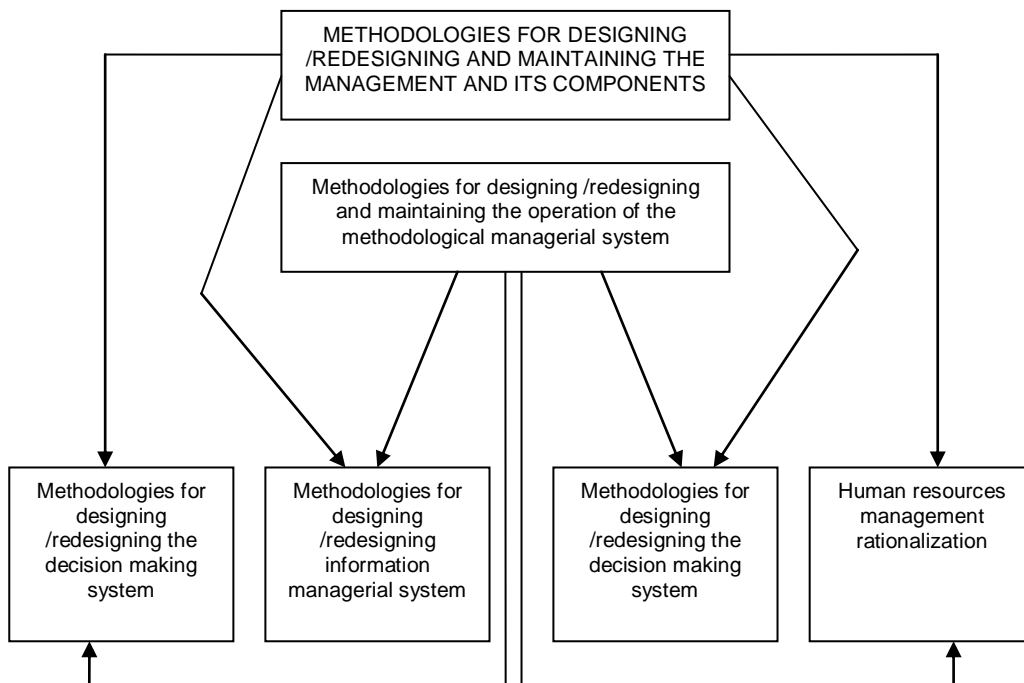 METHODOLOGIES FOR DESIGNING
/REDESIGNING AND MAINTAINING THE
MANAGEMENT AND ITS COMPONENTS
Methodologies for designing /redesigning
and maintaining the operation of the
methodological managerial system
Methodologies for
designing
/redesigning the
decision making
system
Methodologies for
designing
/redesigning
information
managerial system
Methodologies for
designing
/redesigning the
decision making
system
Human resources
management
rationalization